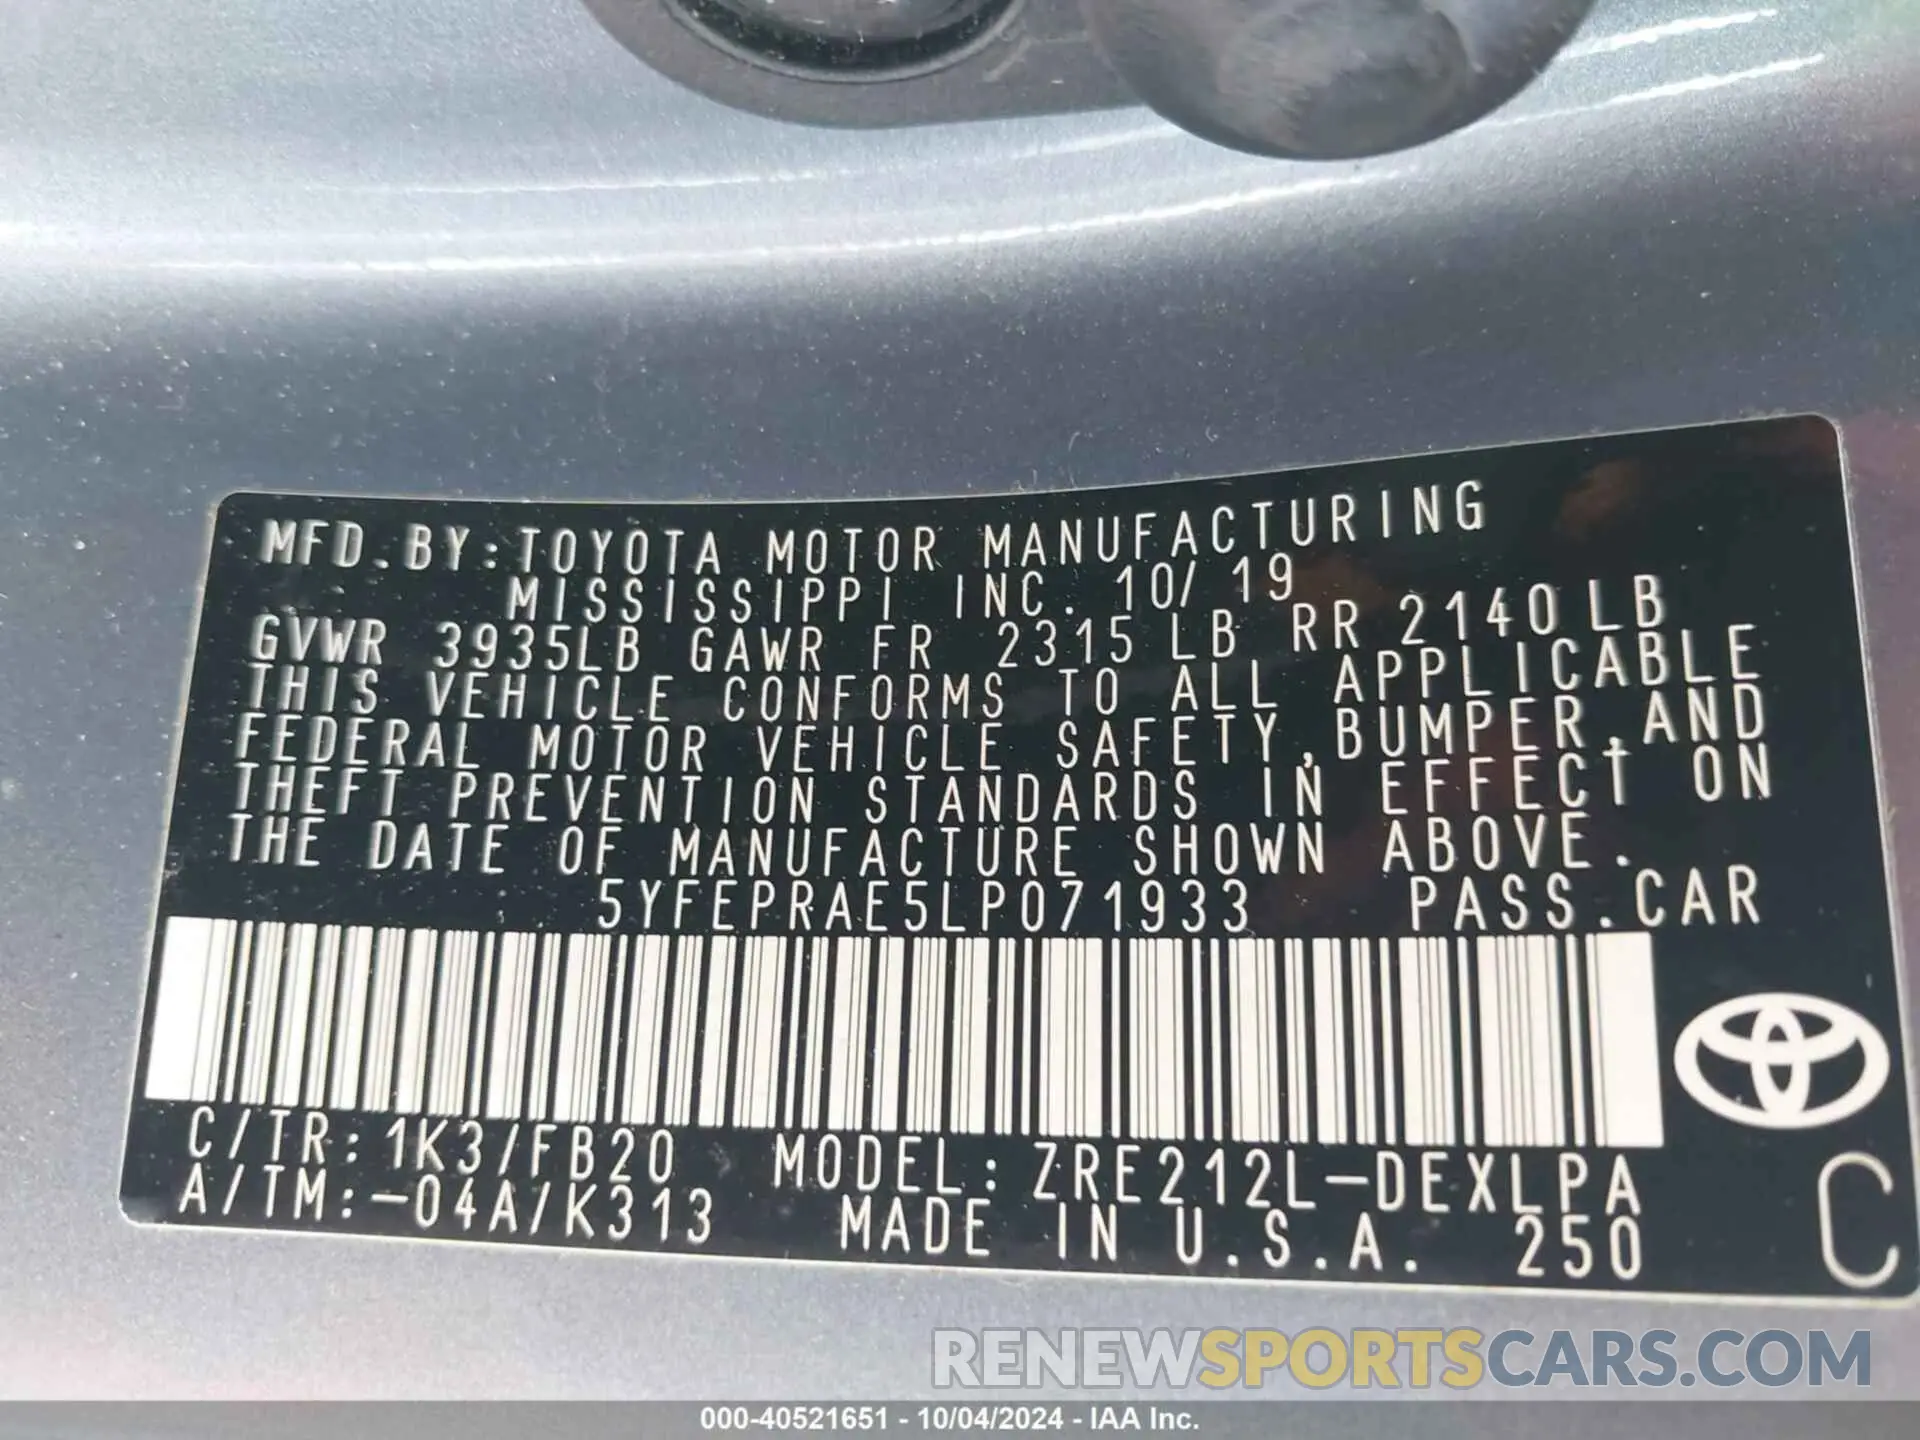 MFD.BY:TOYOTA MOTOR MANUFACTURING
MISSISSIPPI INC. 10/19
GVWR 3935LB GAWR FR 2315LB RR 2140LB
THIS VEHICLE CONFORMS TO ALL APPLICABLE
FEDERAL MOTOR VEHICLE SAFETY,BUMPER,AND
THEFT PREVENTION STANDARDS IN EFFECT ON
THE DATE OF MANUFACTURE SHOWN ABOVE.
5YFEPRAE5LP071933 PASS.CAR
C/TR:1K3/FB20 MODEL:ZRE212L-DEXLPA
A/TM:-04A/K313 MADE IN U.S.A. 250
C
RENEWSPORTSCARS.COM
000-40521651 - 10/04/2024 - IAA Inc.